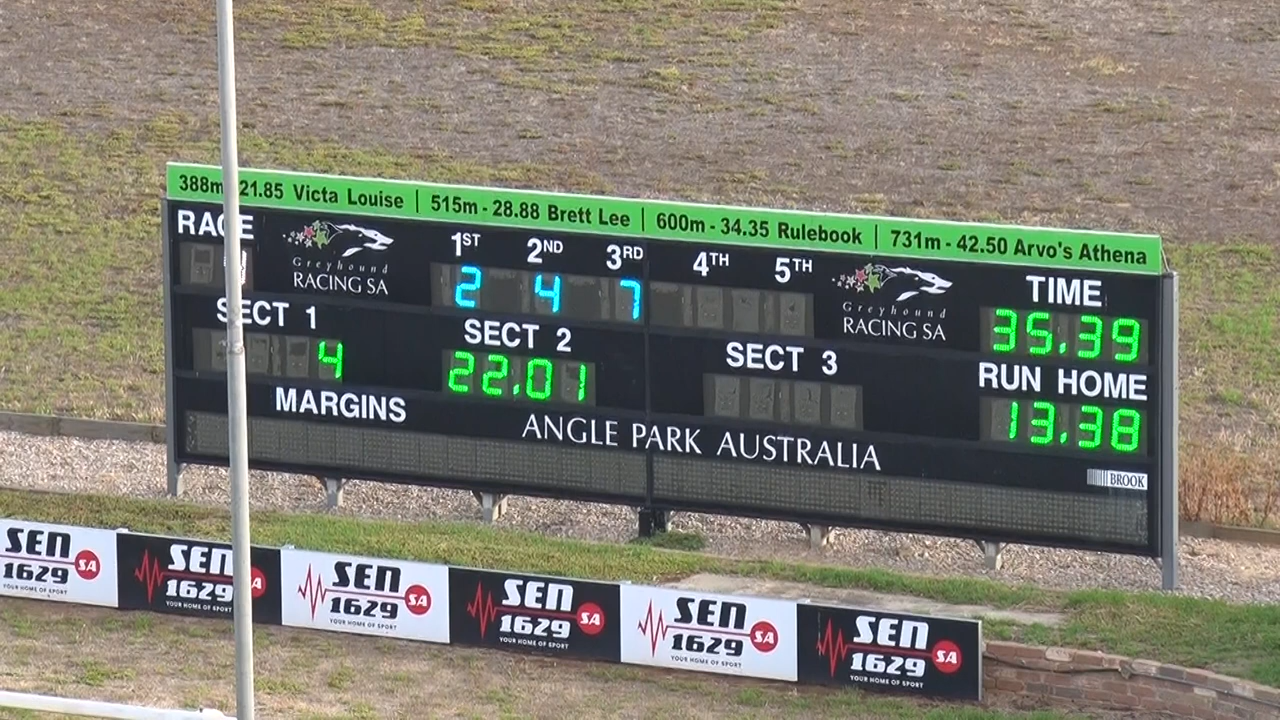 388m 21.85 Victa Louise | 515m - 28.88 Brett Lee | 600m - 34.35 Rulebook | 731m - 42.50 Arvo's Athena
RACE
Greyhound
RACING SA
1ST 2ND 3RD 4TH 5TH
2 4 7
Greyhound
RACING SA
TIME
35.39
SECT 1
4
SECT 2
22.01
SECT 3
RUN HOME
13.38
MARGINS
ANGLE PARK AUSTRALIA
BROOK
SEN
1629 SA
YOUR HOME OF SPORT
SEN
1629 A
YOUR HOME OF SPORT
SEN
1629 SA
YOUR HOME OF SPORT
SEN
1629 SA
YOUR HOME OF SPORT
SEN
1629 SA
YOUR HOME OF SPORT
SEN
1629 SA
YOUR HOME OF SPORT